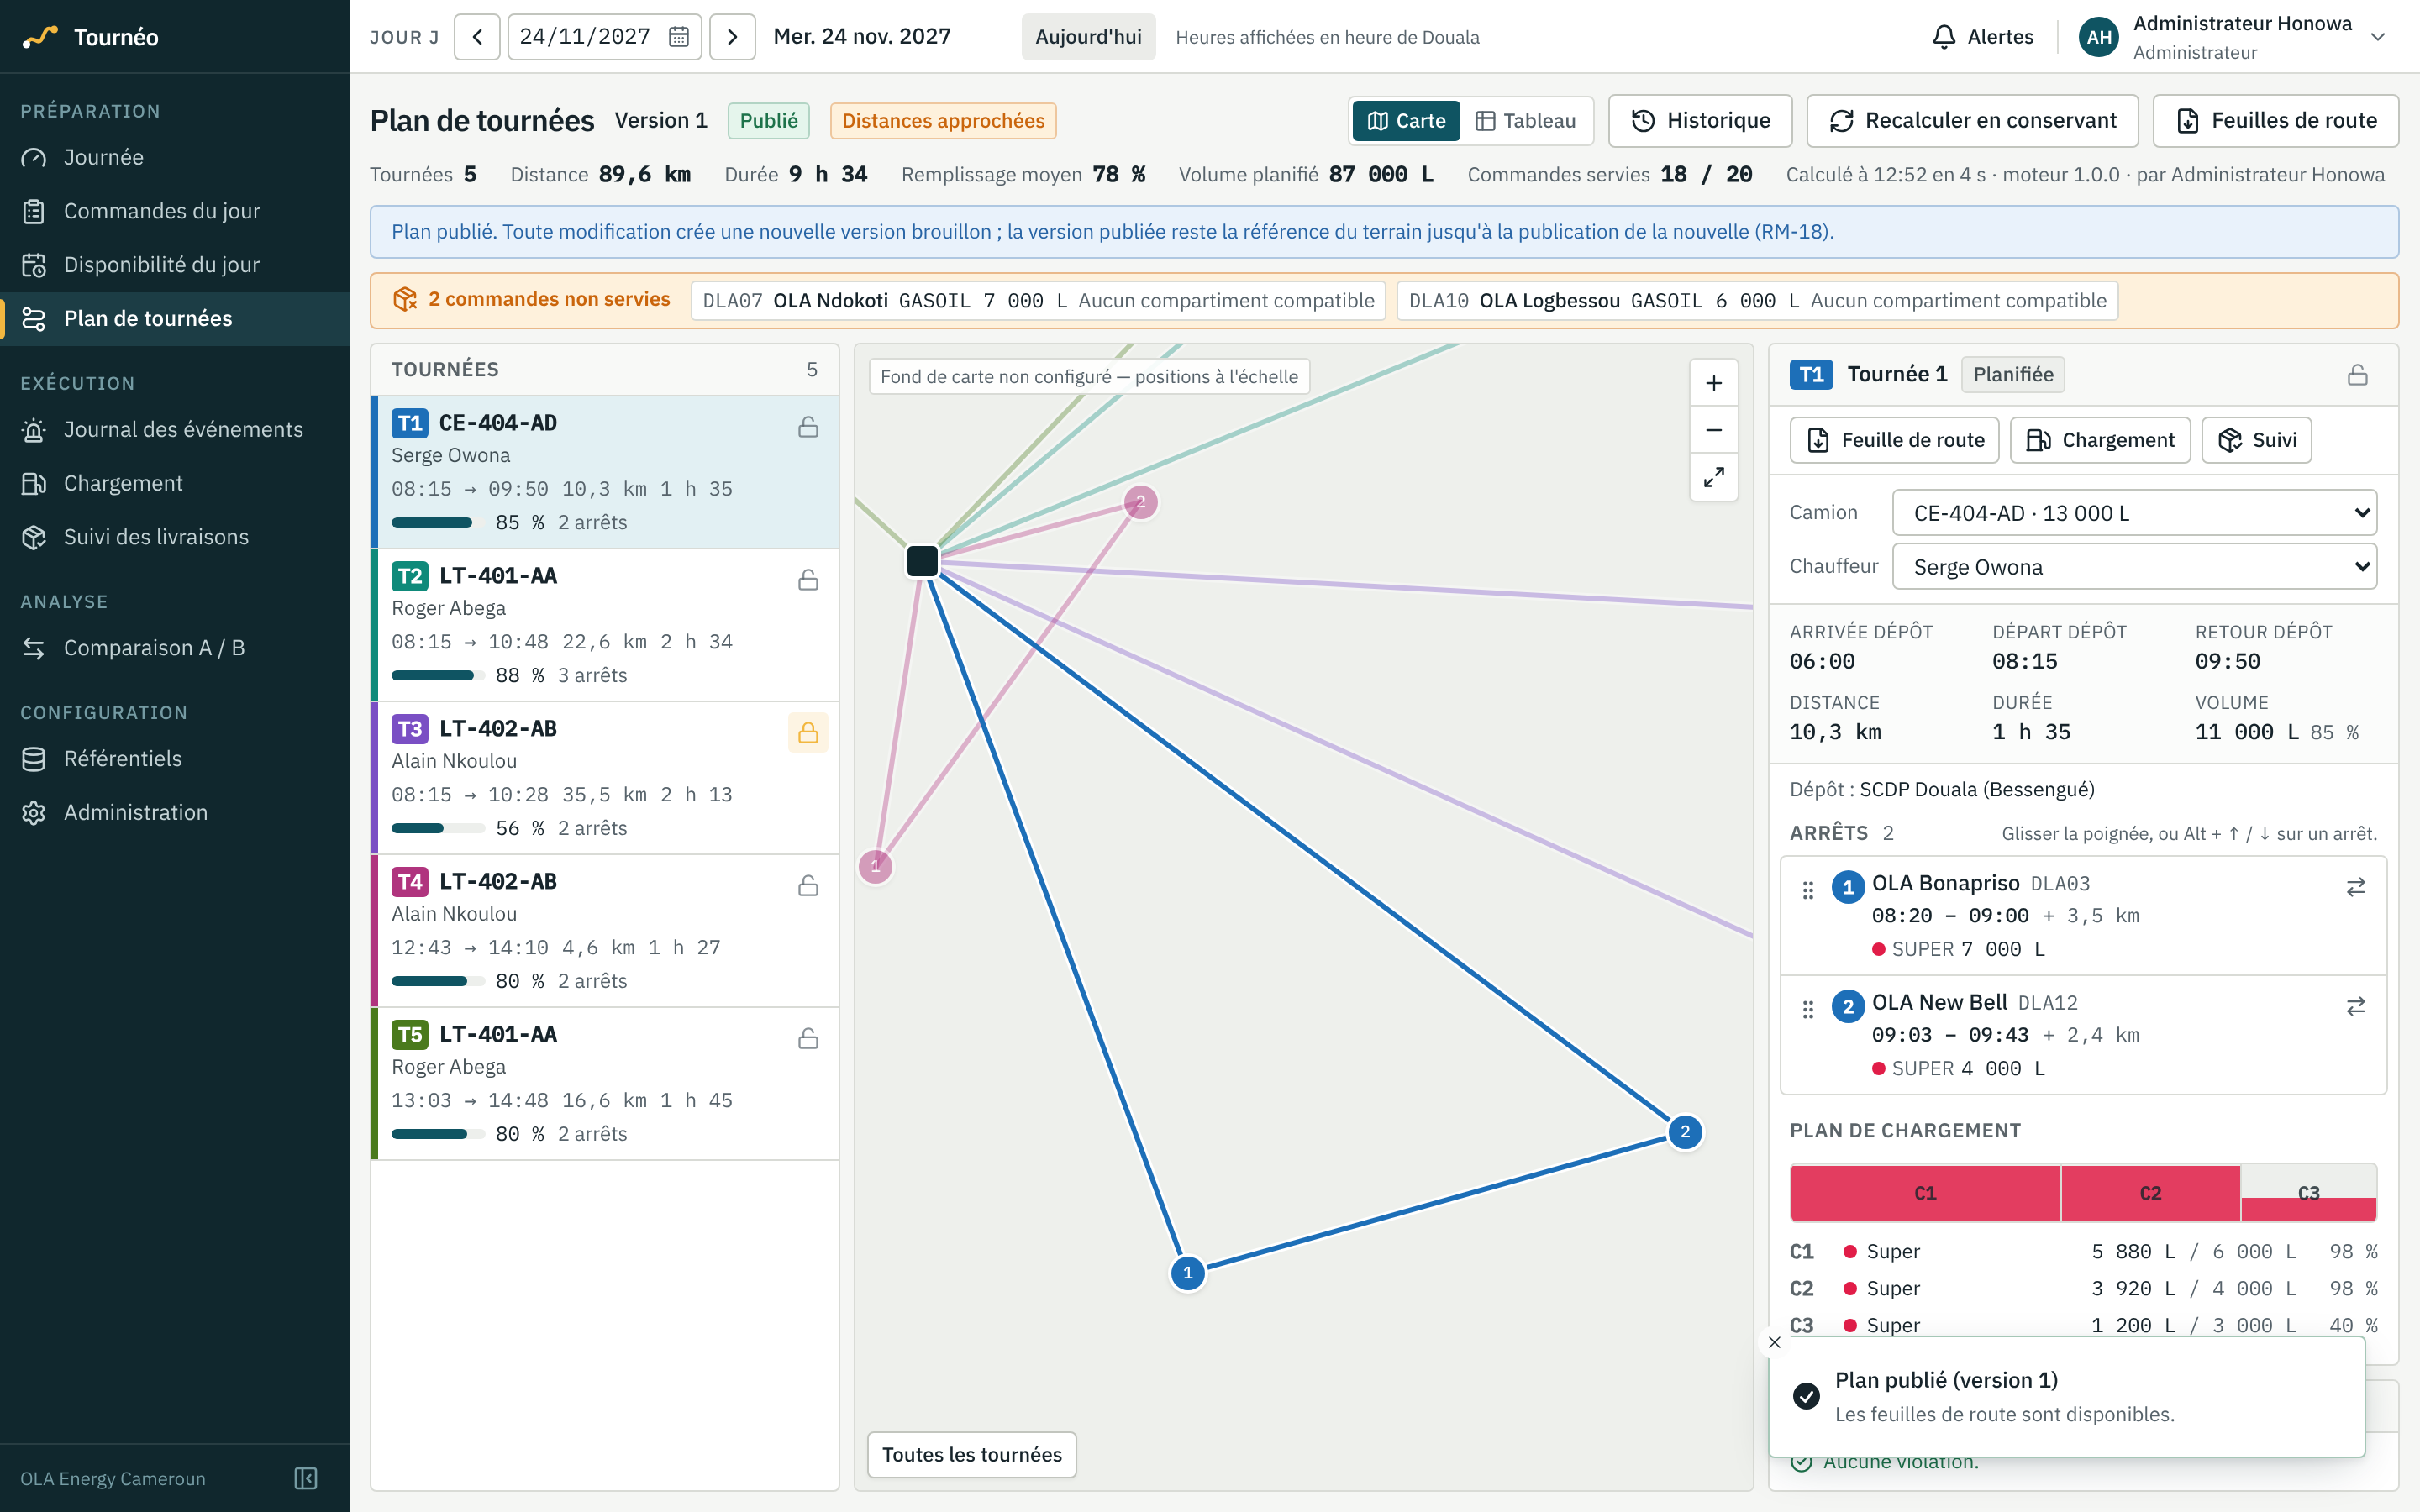 Tournéo
PRÉPARATION
Journée
Commandes du jour
Disponibilité du jour
Plan de tournées
EXÉCUTION
Journal des événements
Chargement
Suivi des livraisons
ANALYSE
Comparaison A / B
CONFIGURATION
Référentiels
Administration
OLA Energy Cameroun
JOUR J
24/11/2027
Mer. 24 nov. 2027
Aujourd'hui
Heures affichées en heure de Douala
Alertes
AH
Administrateur Honowa
Administrateur
Plan de tournées Version 1 Publié Distances approchées
Carte Tableau Historique Recalculer en conservant Feuilles de route
Tournées 5 Distance 89,6 km Durée 9 h 34 Remplissage moyen 78 % Volume planifié 87 000 L Commandes servies 18 / 20 Calculé à 12:52 en 4 s · moteur 1.0.0 · par Administrateur Honowa
Plan publié. Toute modification crée une nouvelle version brouillon ; la version publiée reste la référence du terrain jusqu'à la publication de la nouvelle (RM-18).
2 commandes non servies DLA07 OLA Ndokoti GASOIL 7 000 L Aucun compartiment compatible DLA10 OLA Logbessou GASOIL 6 000 L Aucun compartiment compatible
TOURNÉES 5
T1 CE-404-AD
Serge Owona
08:15 → 09:50 10,3 km 1 h 35
85 % 2 arrêts
T2 LT-401-AA
Roger Abega
08:15 → 10:48 22,6 km 2 h 34
88 % 3 arrêts
T3 LT-402-AB
Alain Nkoulou
08:15 → 10:28 35,5 km 2 h 13
56 % 2 arrêts
T4 LT-402-AB
Alain Nkoulou
12:43 → 14:10 4,6 km 1 h 27
80 % 2 arrêts
T5 LT-401-AA
Roger Abega
13:03 → 14:48 16,6 km 1 h 45
80 % 2 arrêts
Fond de carte non configuré — positions à l'échelle
+
−
2
1
2
1
Toutes les tournées
T1 Tournée 1 Planifiée
Feuille de route Chargement Suivi
Camion CE-404-AD · 13 000 L
Chauffeur Serge Owona
ARRIVÉE DÉPÔT DÉPART DÉPÔT RETOUR DÉPÔT
06:00 08:15 09:50
DISTANCE DURÉE VOLUME
10,3 km 1 h 35 11 000 L 85 %
Dépôt : SCDP Douala (Bessengué)
ARRÊTS 2 Glisser la poignée, ou Alt + ↑ / ↓ sur un arrêt.
1 OLA Bonapriso DLA03
08:20 – 09:00 + 3,5 km
SUPER 7 000 L
2 OLA New Bell DLA12
09:03 – 09:43 + 2,4 km
SUPER 4 000 L
PLAN DE CHARGEMENT
C1 C2 C3
C1 Super 5 880 L / 6 000 L 98 %
C2 Super 3 920 L / 4 000 L 98 %
C3 Super 1 200 L / 3 000 L 40 %
Plan publié (version 1)
Les feuilles de route sont disponibles.
Aucune violation.